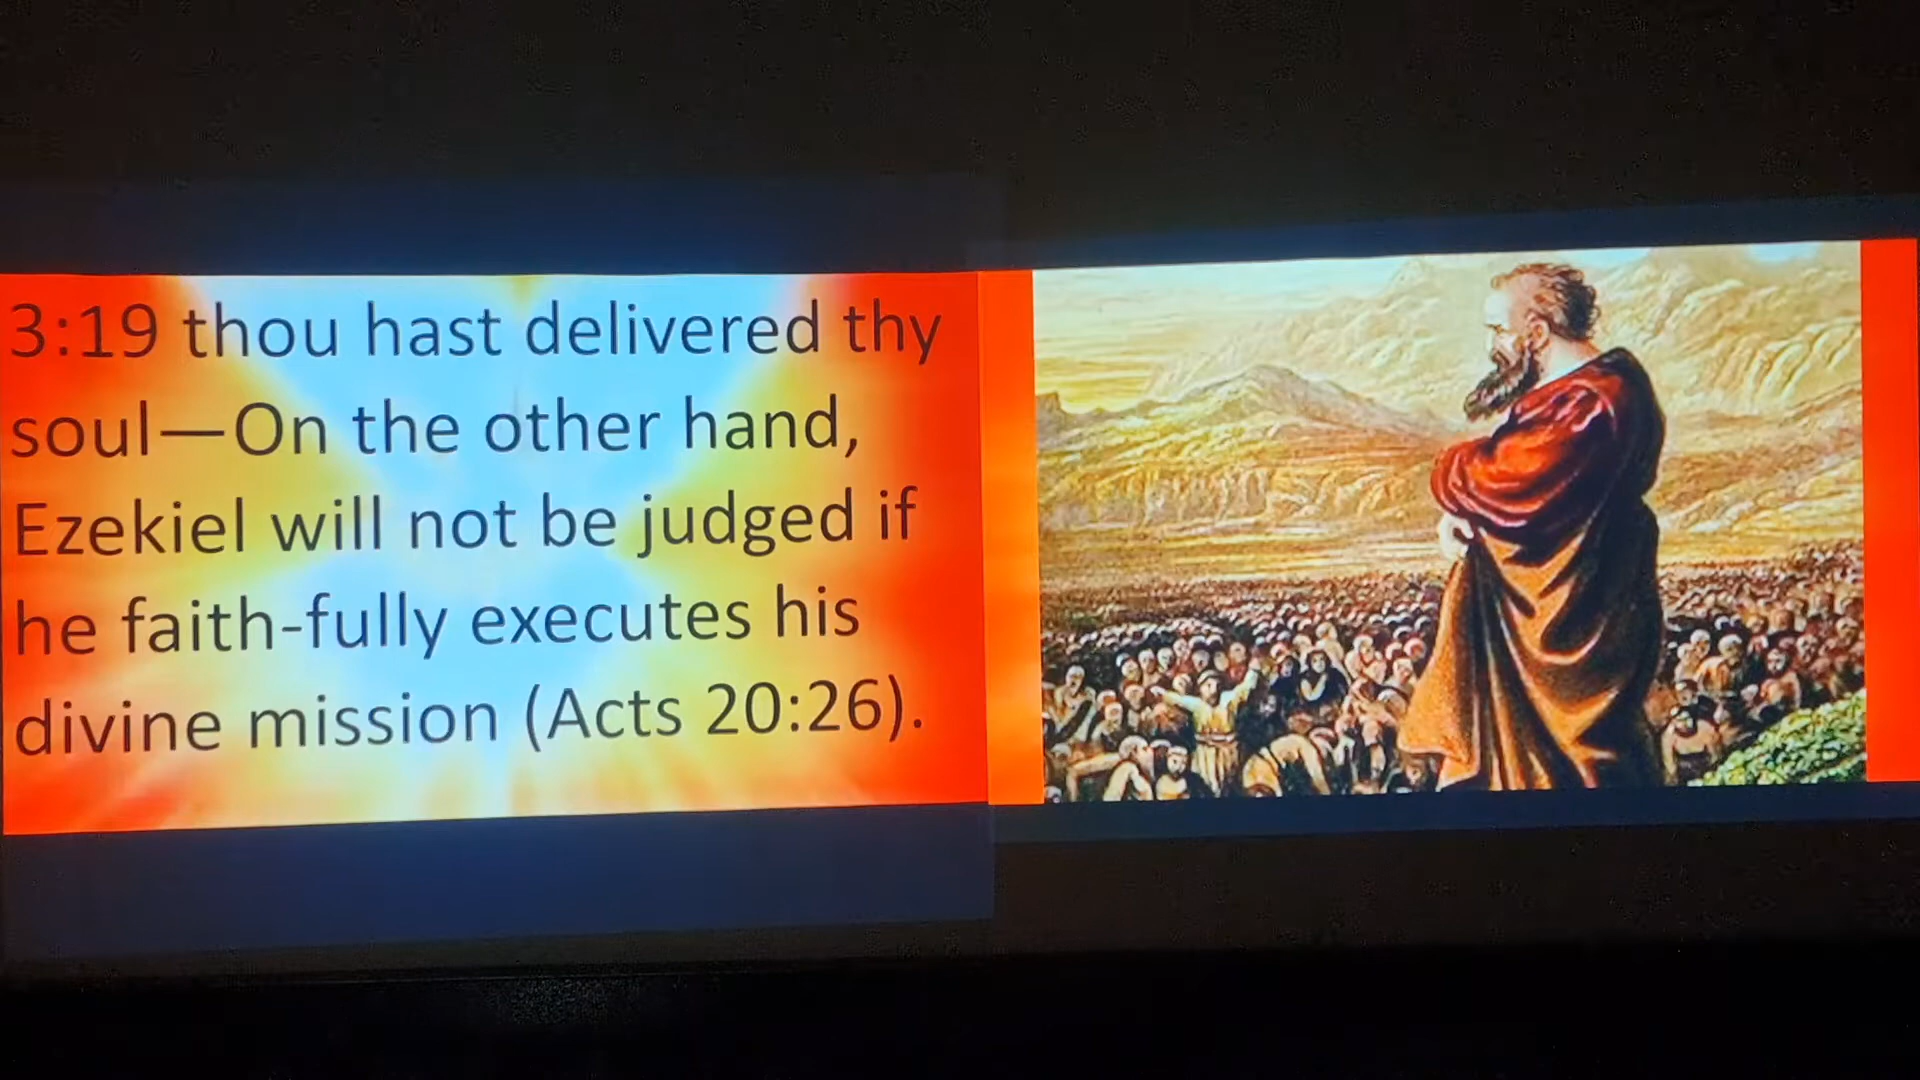 3:19 thou hast delivered thy
soul—On the other hand,
Ezekiel will not be judged if
he faith-fully executes his
divine mission (Acts 20:26).